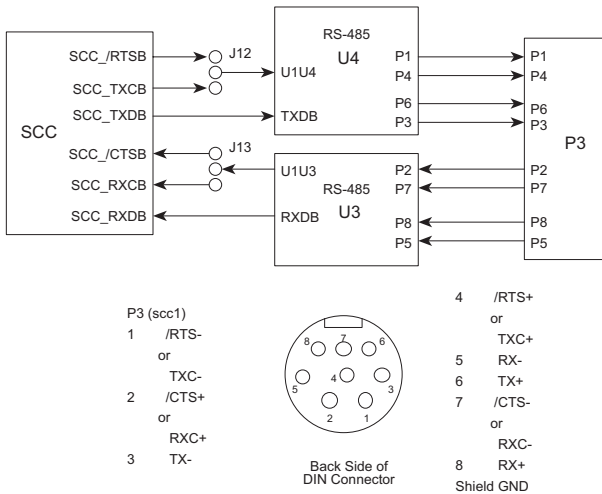 SCC
SCC_/RTSB
SCC_TXCB
SCC_TXDB
SCC_/CTSB
SCC_RXCB
SCC_RXDB
J12
J13
RS-485
U4
U1U4
TXDB
P1
P4
P6
P3
RS-485
U3
U1U3
RXDB
P2
P7
P8
P5
P3
P1
P4
P6
P3
P2
P7
P8
P5
P3 (scc1)
1 /RTS-
or
TXC-
2 /CTS+
or
RXC+
3 TX-
8 7 6
5 4 3
2 1
Back Side of
DIN Connector
4 /RTS+
or
TXC+
5 RX-
6 TX+
7 /CTS-
or
RXC-
8 RX+
Shield GND